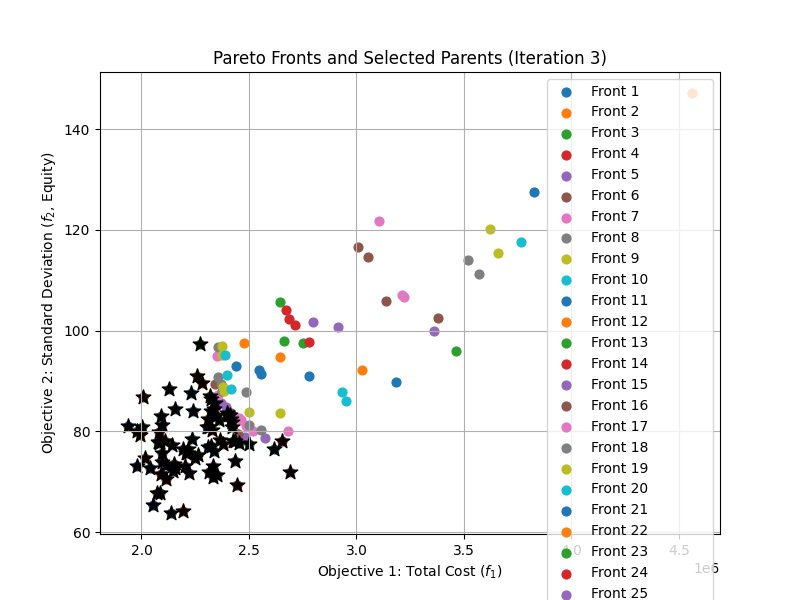 Pareto Fronts and Selected Parents (Iteration 3)
Objective 2: Standard Deviation (f₂, Equity)
140
120
100
80
60
2.0
2.5
3.0
3.5
4.0
4.5
1e6
Objective 1: Total Cost (f₁)
Front 1
Front 2
Front 3
Front 4
Front 5
Front 6
Front 7
Front 8
Front 9
Front 10
Front 11
Front 12
Front 13
Front 14
Front 15
Front 16
Front 17
Front 18
Front 19
Front 20
Front 21
Front 22
Front 23
Front 24
Front 25